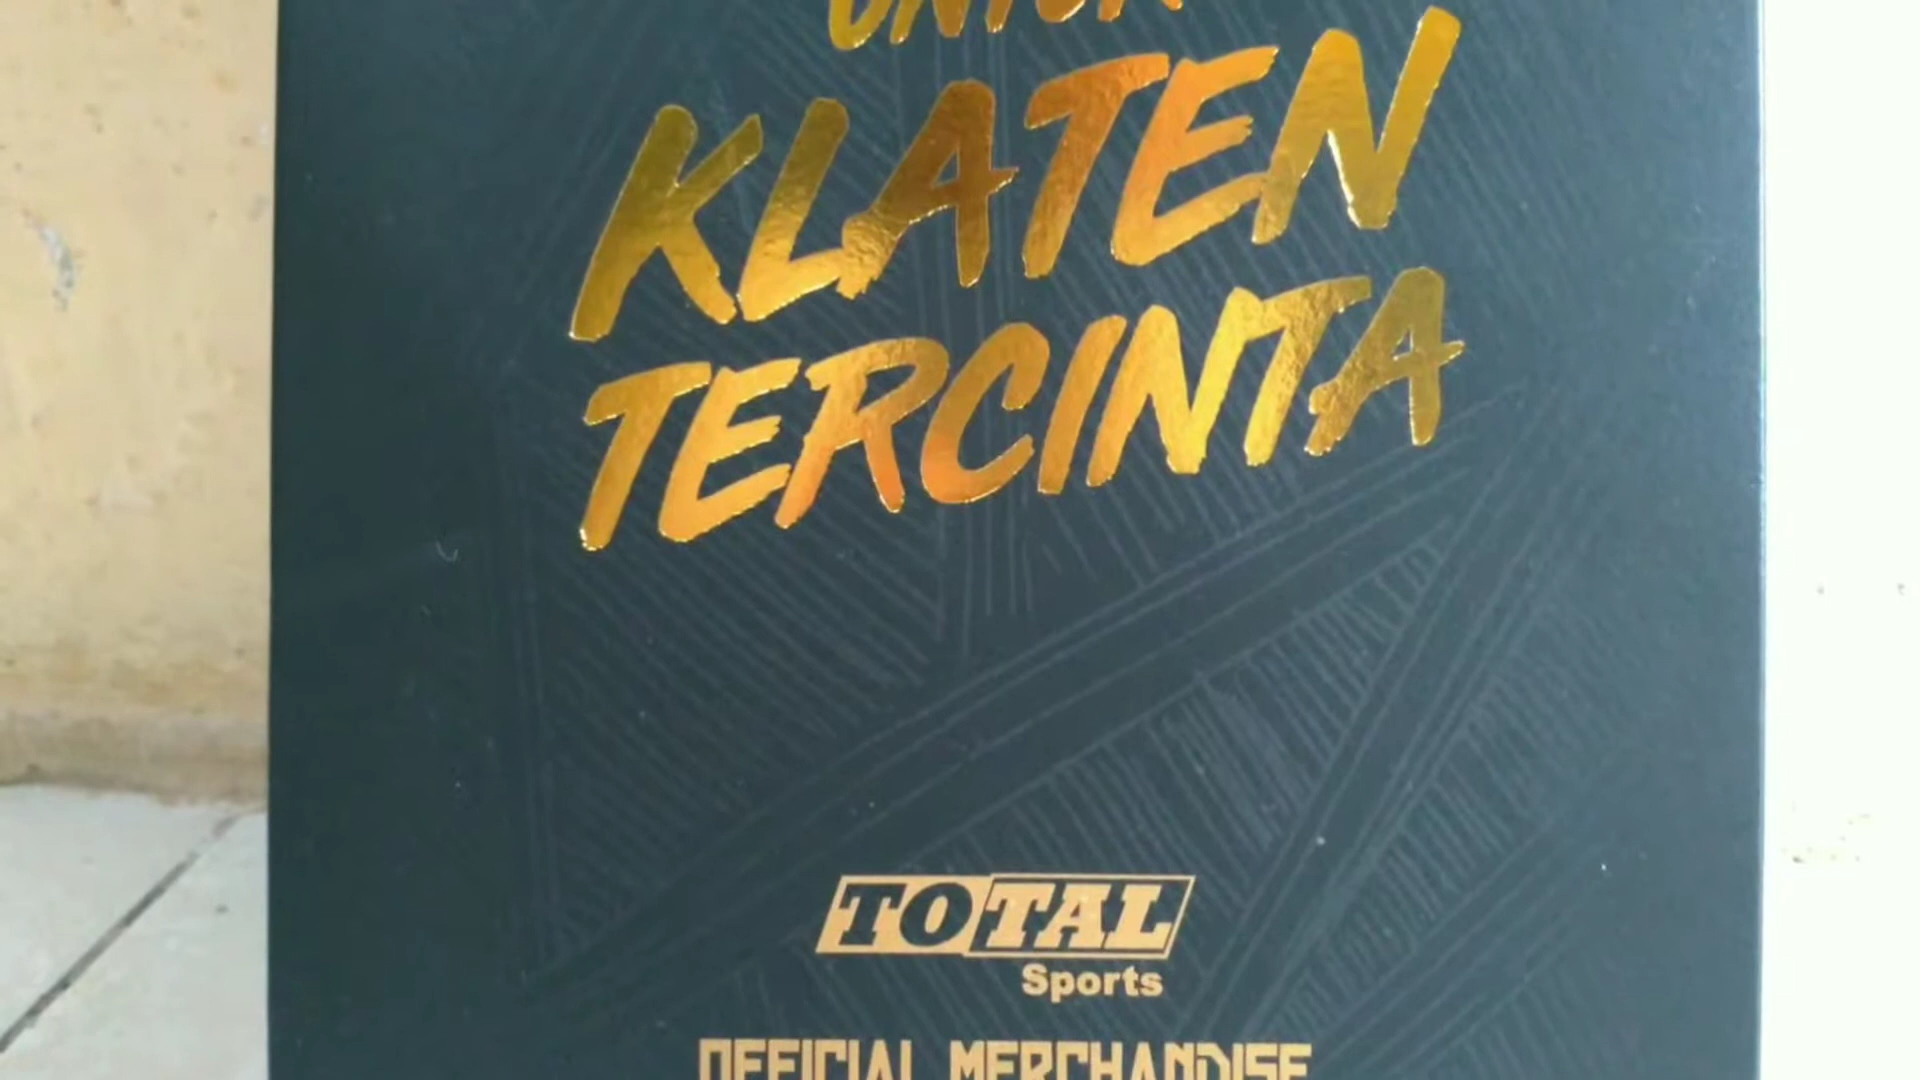 KLATEN
TERCINTA
TOTAL
Sports
OFFICIAL MERCHANDISE